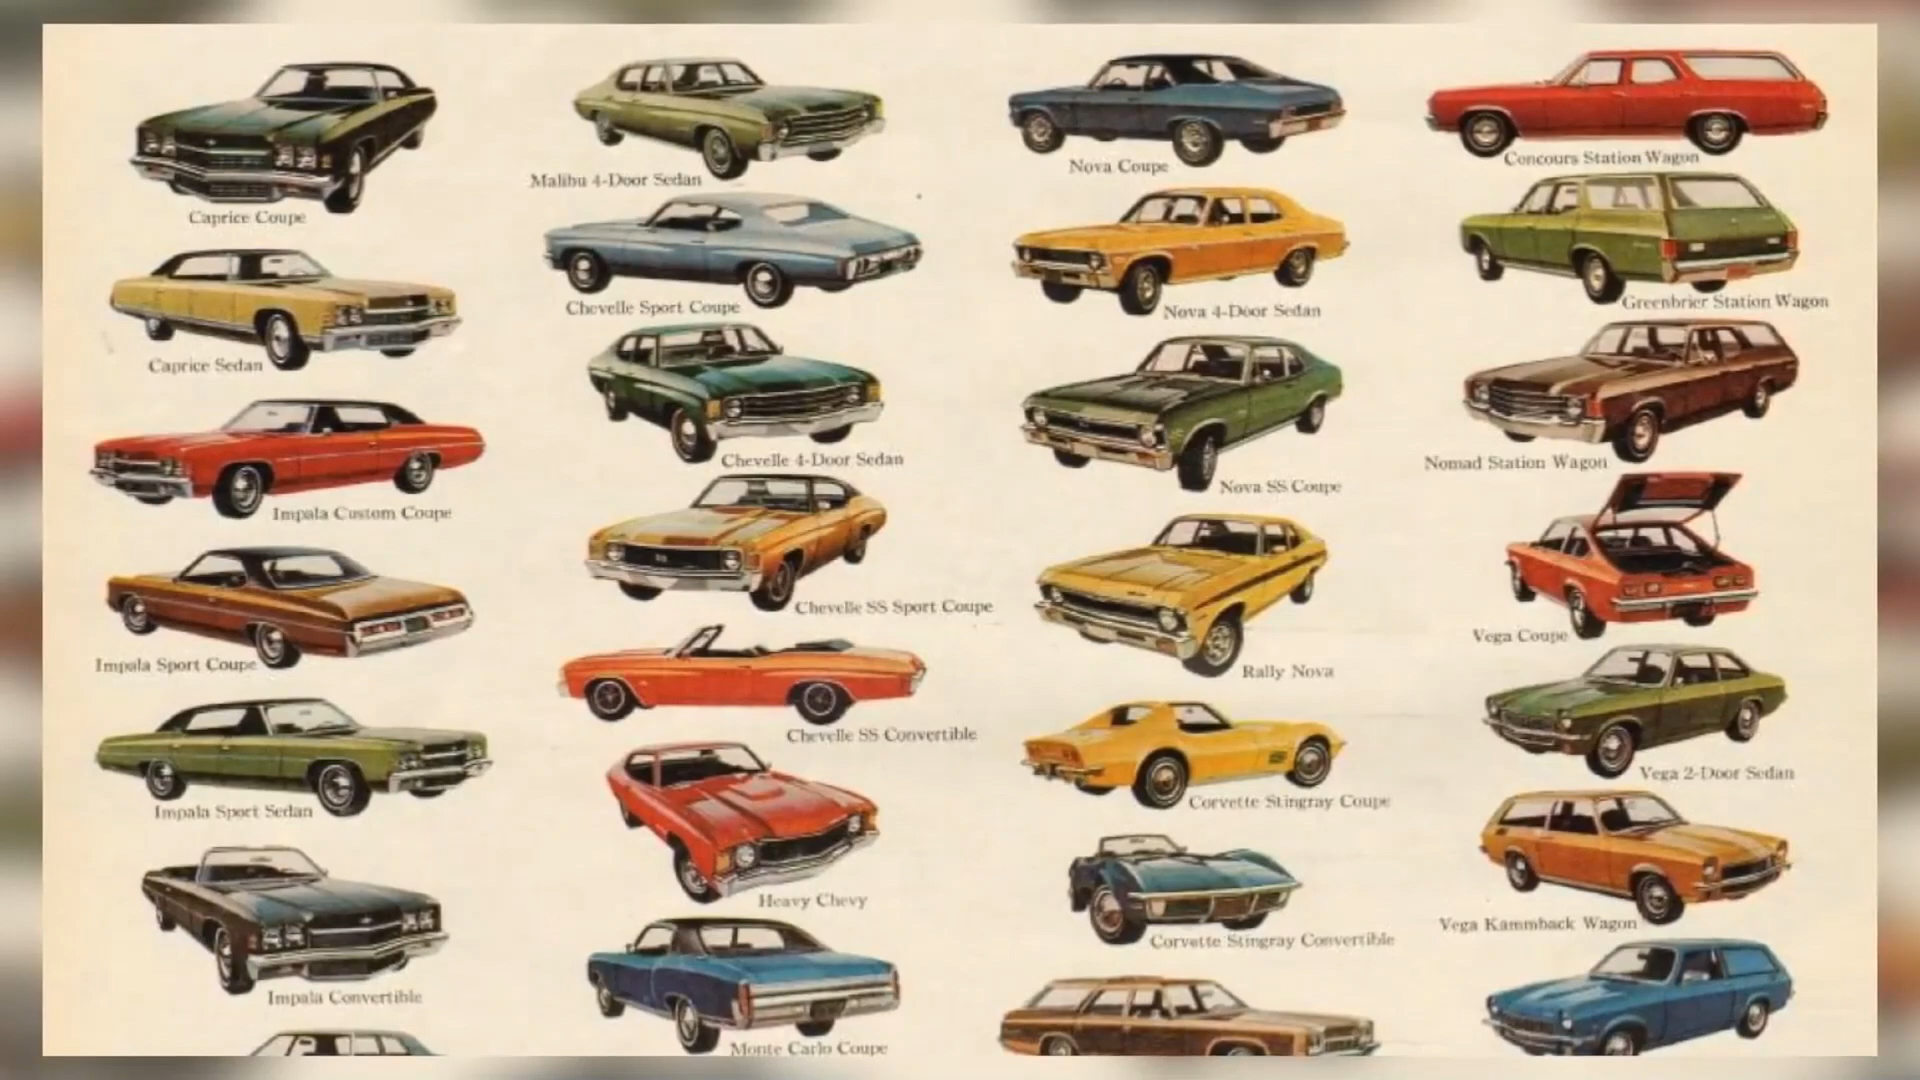 Caprice Coupe
Caprice Sedan
Impala Custom Coupe
Impala Sport Coupe
Impala Sport Sedan
Impala Convertible
Malibu 4-Door Sedan
Chevelle Sport Coupe
Chevelle 4-Door Sedan
Chevelle SS Sport Coupe
Chevelle SS Convertible
Heavy Chevy
Monte Carlo Coupe
Nova Coupe
Nova 4-Door Sedan
Nova SS Coupe
Rally Nova
Corvette Stingray Coupe
Corvette Stingray Convertible
Concours Station Wagon
Greenbrier Station Wagon
Nomad Station Wagon
Vega Coupe
Vega 2-Door Sedan
Vega Kammback Wagon